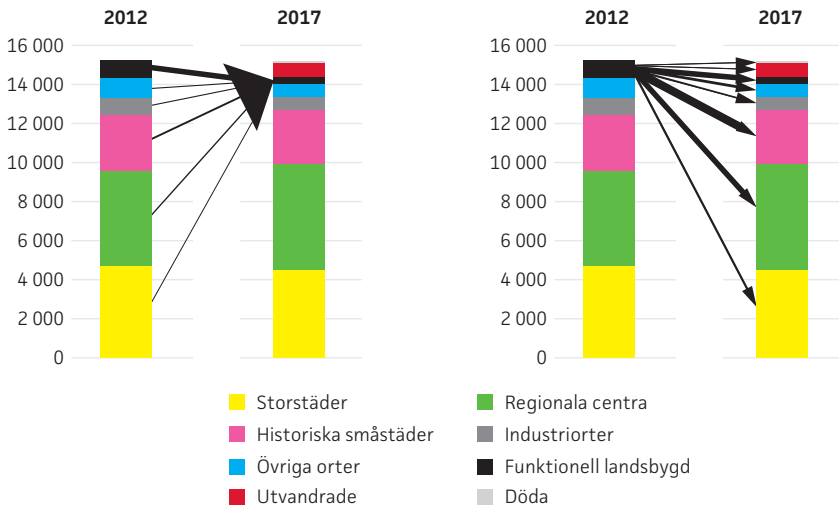 2012 2017 2012 2017
16 000 16 000
14 000 14 000
12 000 12 000
10 000 10 000
8 000 8 000
6 000 6 000
4 000 4 000
2 000 2 000
0 0
Storstäder Regionala centra
Historiska småstäder Industriorter
Övriga orter Funktionell landsbygd
Utvandrade Döda